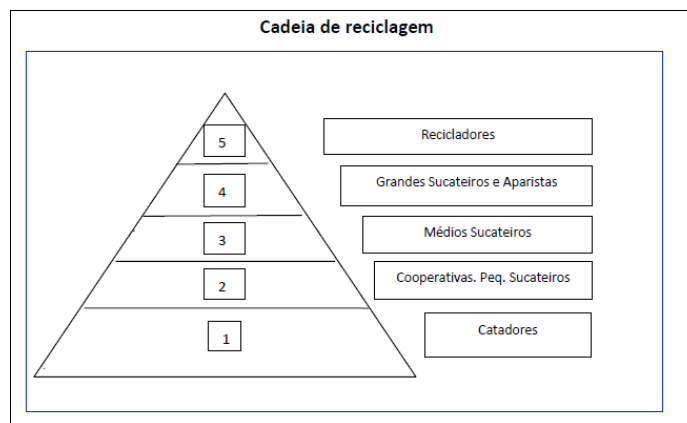 Cadeia de reciclagem
5
Recicladores
4
Grandes Sucateiros e Aparistas
3
Médios Sucateiros
2
Cooperativas. Peq. Sucateiros
1
Catadores